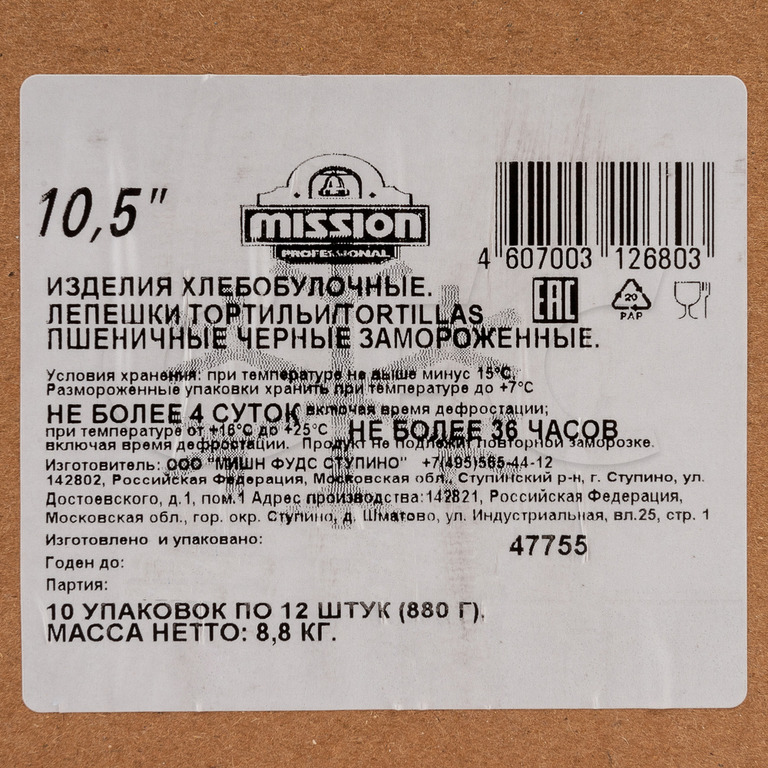 10,5"
mission
PROFESSIONAL
4 607003 126803
EAC
20
PAP
ИЗДЕЛИЯ ХЛЕБОБУЛОЧНЫЕ.
ЛЕПЕШКИ ТОРТИЛЬИ/TORTILLAS
ПШЕНИЧНЫЕ ЧЕРНЫЕ ЗАМОРОЖЕННЫЕ.
Условия хранения: при температуре не выше минус 15°С.
Размороженные упаковки хранить при температуре до +7°С
НЕ БОЛЕЕ 4 СУТОК включая время дефростации;
при температуре от +16°С до +25°С НЕ БОЛЕЕ 36 ЧАСОВ
включая время дефростации. Продукт не подлежит повторной заморозке.
Изготовитель: ООО "МИШН ФУДС СТУПИНО" +7(495)565-44-12
142802, Российская Федерация, Московская обл., Ступинский р-н, г. Ступино, ул.
Достоевского, д.1, пом.1 Адрес производства:142821, Российская Федерация,
Московская обл., гор. окр. Ступино, д. Шматово, ул. Индустриальная, вл.25, стр. 1
Изготовлено и упаковано:
47755
Годен до:
Партия:
10 УПАКОВОК ПО 12 ШТУК (880 Г).
МАССА НЕТТО: 8,8 КГ.